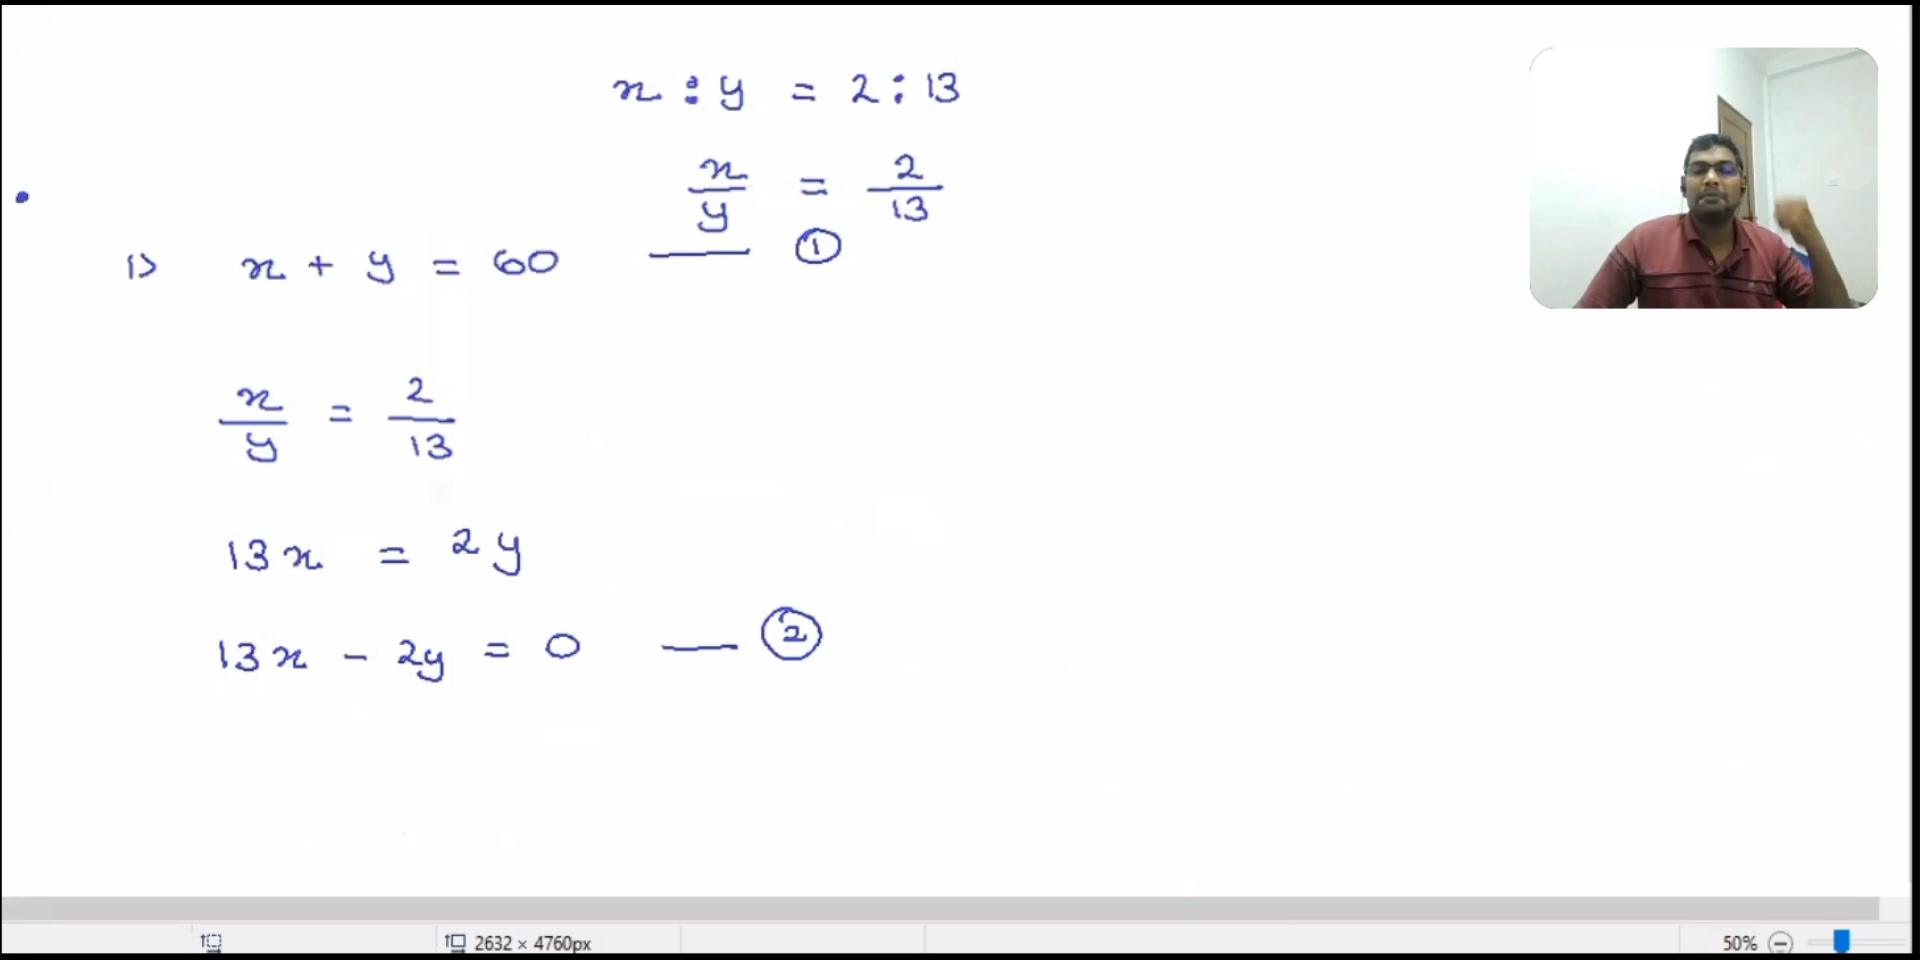 x : y = 2 : 13
x/y = 2/13
1> x + y = 60 —— ①
x/y = 2/13
13x = 2y
13x - 2y = 0 — ②
2632 × 4760px
50%